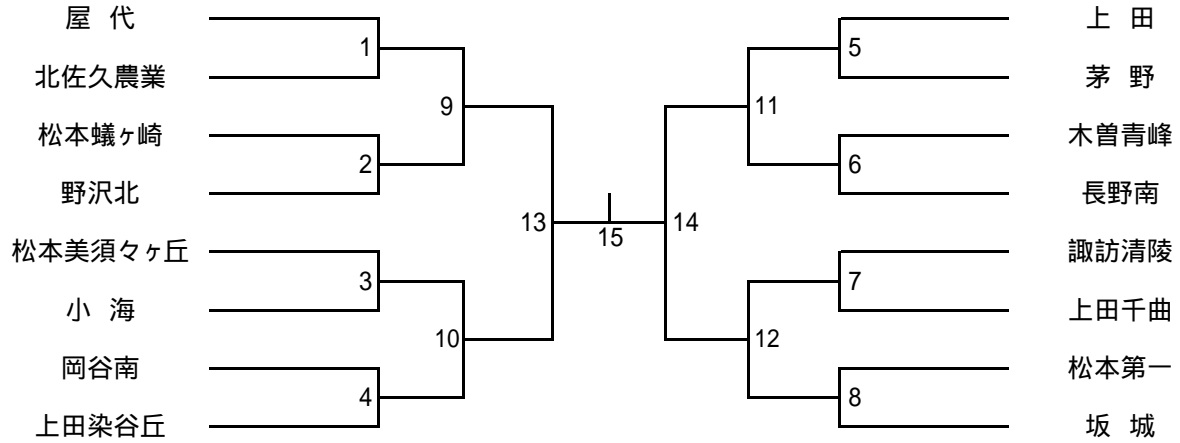 屋 代
1
北佐久農業
9
松本蟻ヶ崎
2
野沢北
13
松本美須々ヶ丘
3
小 海
10
岡谷南
4
上田染谷丘
15
上 田
5
茅 野
11
木曽青峰
6
長野南
14
諏訪清陵
7
上田千曲
12
松本第一
8
坂 城